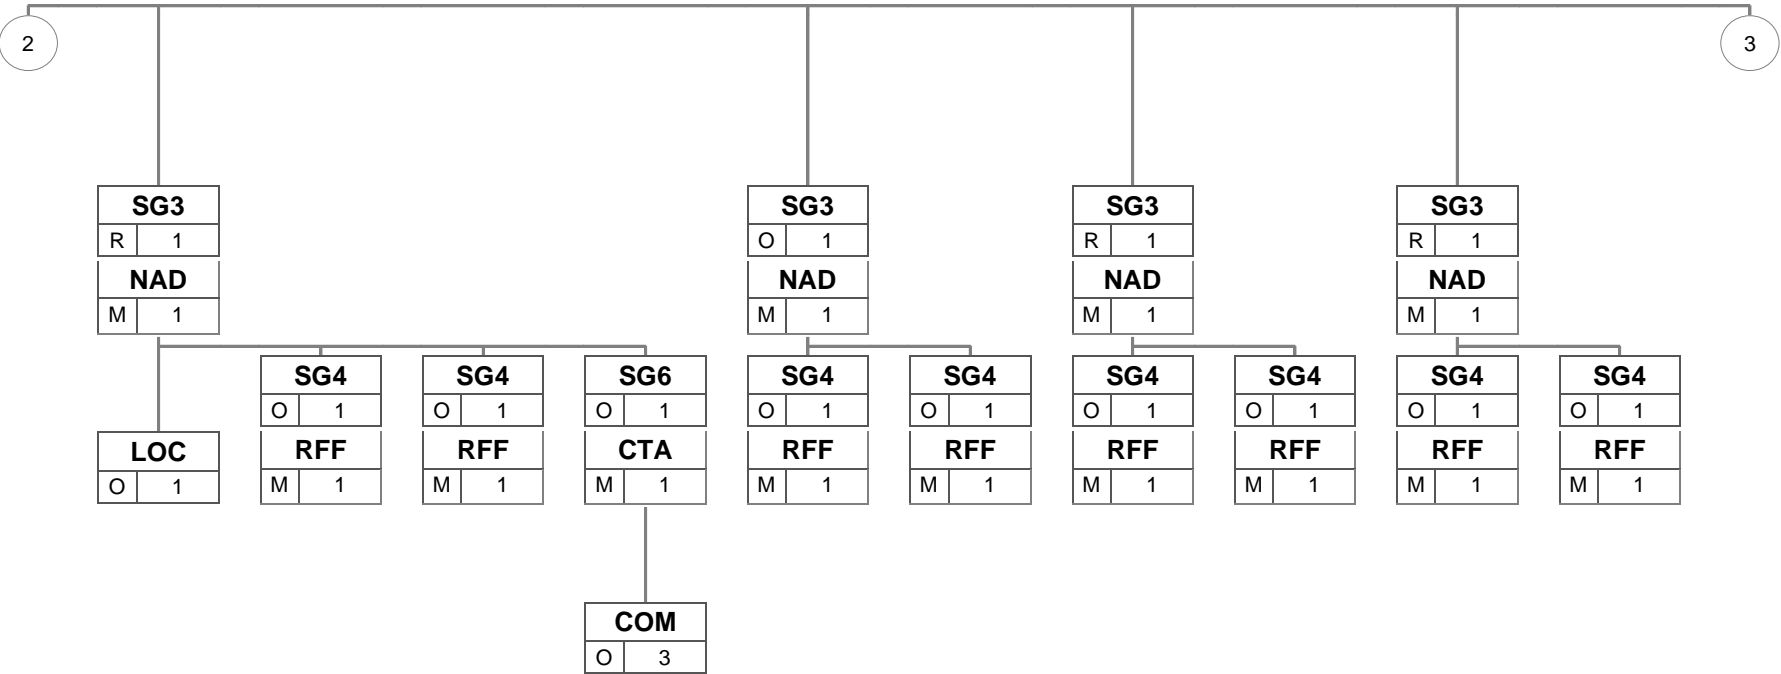 2
3
SG3 SG3 SG3 SG3
R 1 O 1 R 1 R 1
NAD NAD NAD NAD
M 1 M 1 M 1 M 1
SG4 SG4 SG6 SG4 SG4 SG4 SG4 SG4 SG4
O 1 O 1 O 1 O 1 O 1 O 1 O 1 O 1 O 1
LOC RFF RFF CTA RFF RFF RFF RFF RFF RFF
O 1 M 1 M 1 M 1 M 1 M 1 M 1 M 1 M 1 M 1
COM
O 3